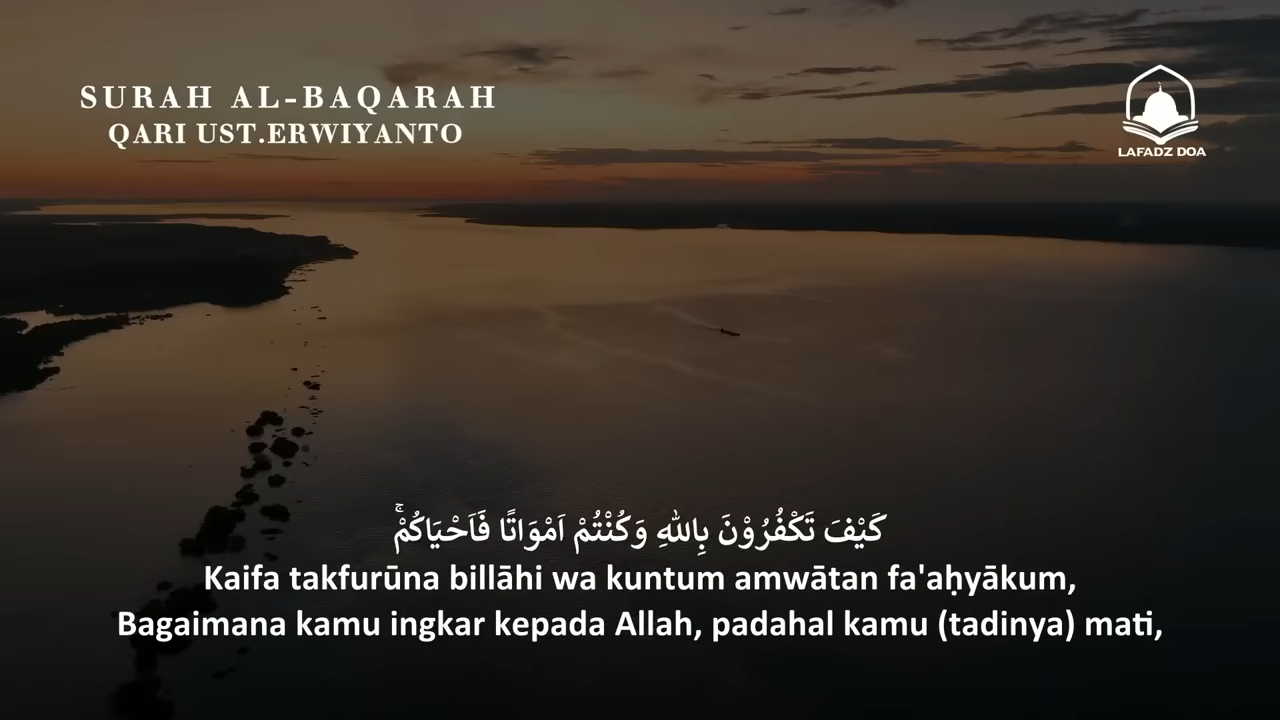 SURAH AL-BAQARAH
QARI UST.ERWIYANTO
LAFADZ DOA
كَيْفَ تَكْفُرُوْنَ بِاللّٰهِ وَكُنْتُمْ اَمْوَاتًا فَاَحْيَاكُمْۚ
Kaifa takfurūna billāhi wa kuntum amwātan fa'aḥyākum,
Bagaimana kamu ingkar kepada Allah, padahal kamu (tadinya) mati,